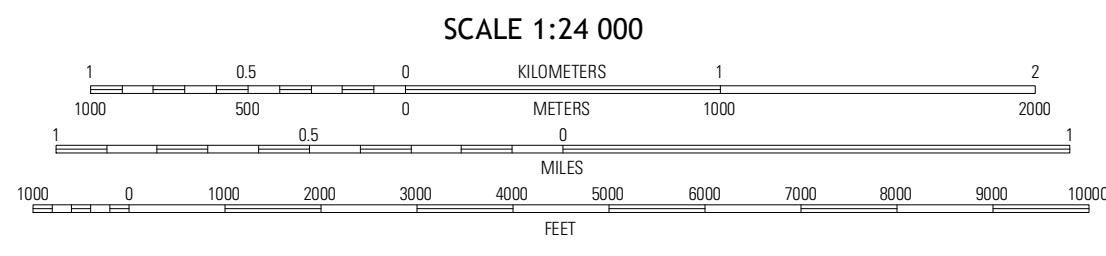 SCALE 1:24 000
1 0.5 0 KILOMETERS 1 2
1000 500 0 METERS 1000 2000
1 0.5 0 1
MILES
1000 0 1000 2000 3000 4000 5000 6000 7000 8000 9000 10000
FEET